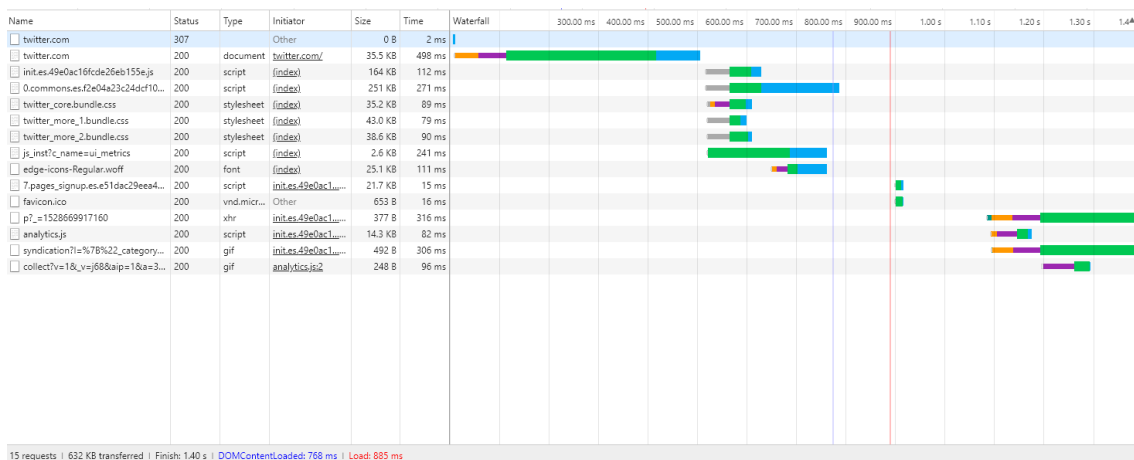 Name Status Type Initiator Size Time Waterfall 300.00 ms 400.00 ms 500.00 ms 600.00 ms 700.00 ms 800.00 ms 900.00 ms 1.00 s 1.10 s 1.20 s 1.30 s 1.4
twitter.com 307 Other 0 B 2 ms
twitter.com 200 document twitter.com/ 35.5 KB 498 ms
init.es.49e0ac16fcde26eb155e.js 200 script (index) 164 KB 112 ms
0.commons.es.f2e04a23c24dcf10... 200 script (index) 251 KB 271 ms
twitter_core.bundle.css 200 stylesheet (index) 35.2 KB 89 ms
twitter_more_1.bundle.css 200 stylesheet (index) 43.0 KB 79 ms
twitter_more_2.bundle.css 200 stylesheet (index) 38.6 KB 90 ms
js_inst?c_name=ui_metrics 200 script (index) 2.6 KB 241 ms
edge-icons-Regular.woff 200 font (index) 25.1 KB 111 ms
7.pages_signup.es.e51dac29eea4... 200 script init.es.49e0ac1...... 21.7 KB 15 ms
favicon.ico 200 vnd.micr... Other 653 B 16 ms
p?_=1528669917160 200 xhr init.es.49e0ac1...... 377 B 316 ms
analytics.js 200 script init.es.49e0ac1...... 14.3 KB 82 ms
syndication?l=%7B%22_category... 200 gif init.es.49e0ac1...... 492 B 306 ms
collect?v=1&_v=j68&aip=1&a=3... 200 gif analytics.js:2 248 B 96 ms
15 requests | 632 KB transferred | Finish: 1.40 s | DOMContentLoaded: 768 ms | Load: 885 ms